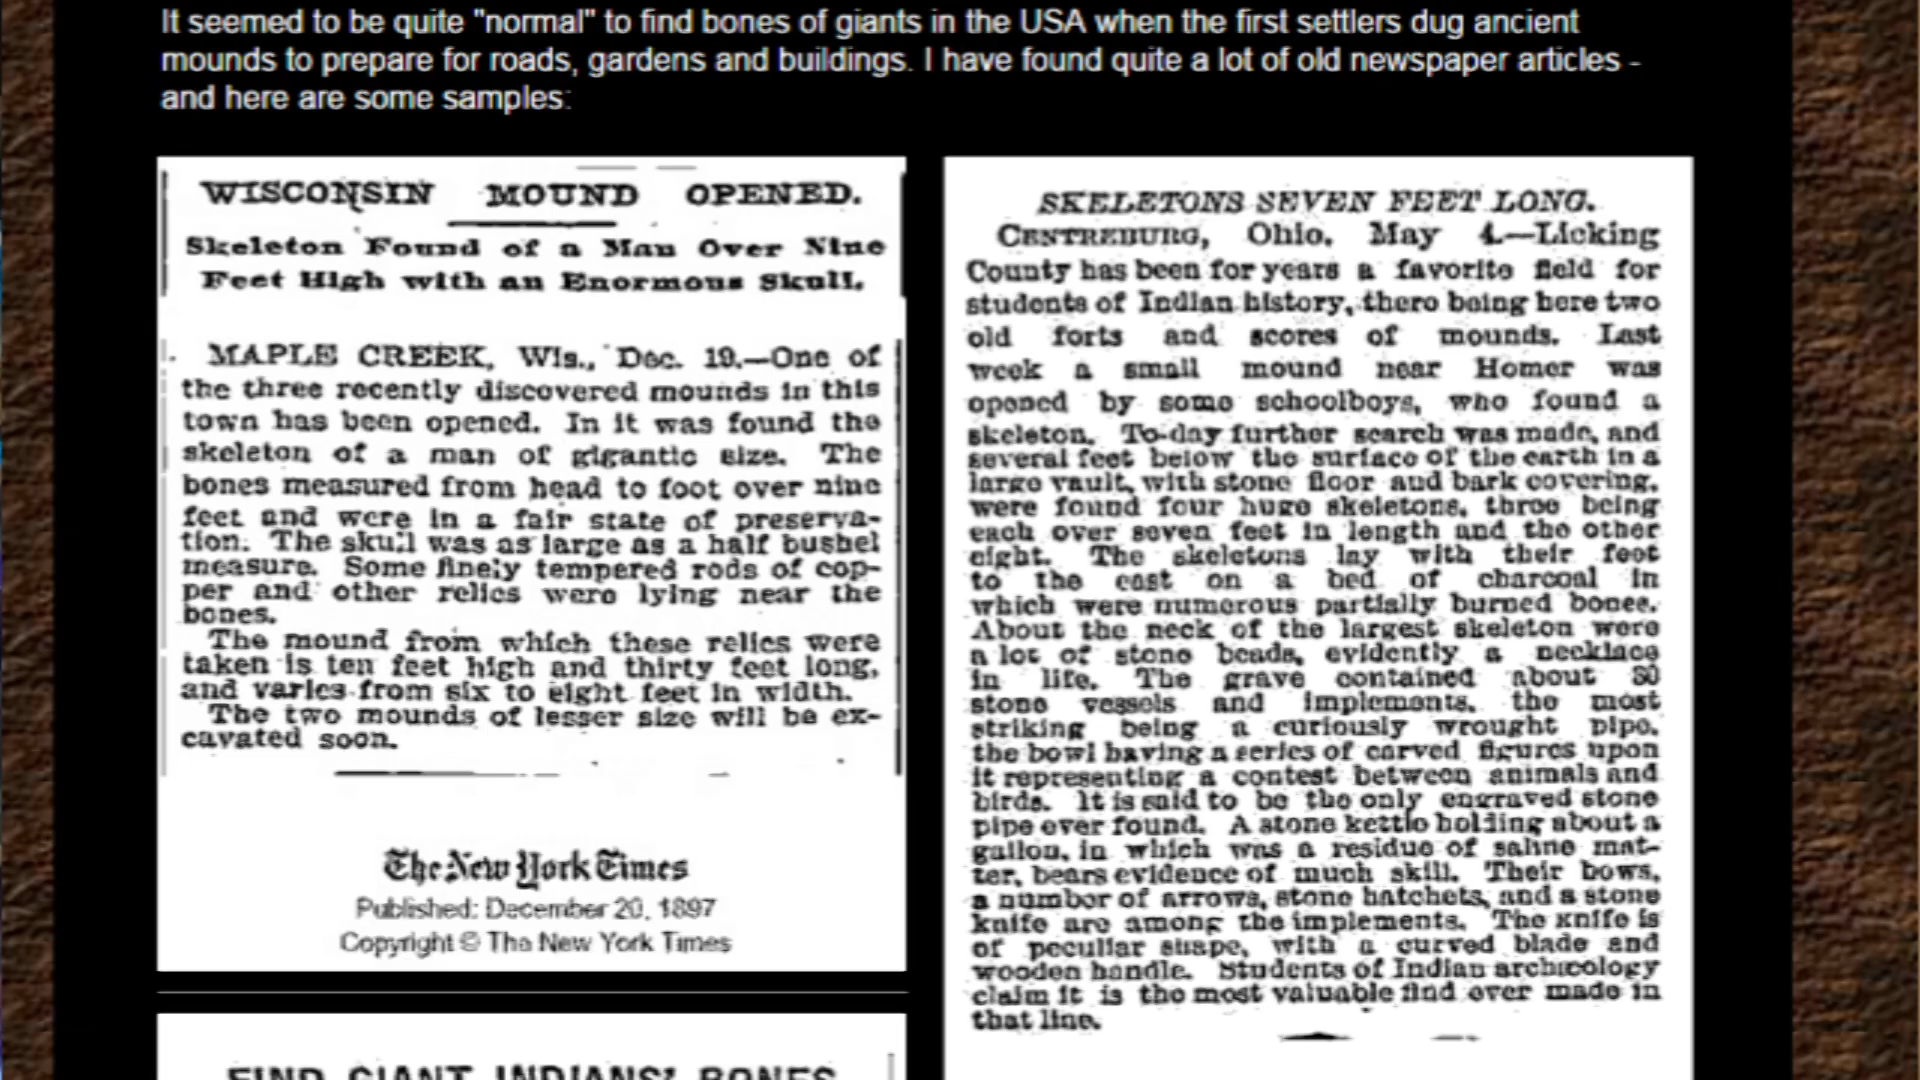 It seemed to be quite "normal" to find bones of giants in the USA when the first settlers dug ancient
mounds to prepare for roads, gardens and buildings. I have found quite a lot of old newspaper articles -
and here are some samples:
WISCONSIN MOUND OPENED.
Skeleton Found of a Man Over Nine
Feet High with an Enormous Skull.
MAPLE CREEK, Wis., Dec. 19.—One of
the three recently discovered mounds in this
town has been opened. In it was found the
skeleton of a man of gigantic size. The
bones measured from head to foot over nine
feet and were in a fair state of preserva-
tion. The skull was as large as a half bushel
measure. Some finely tempered rods of cop-
per and other relics were lying near the
bones.
The mound from which these relics were
taken is ten feet high and thirty feet long,
and varies from six to eight feet in width.
The two mounds of lesser size will be ex-
cavated soon.
The New York Times
Published: December 20, 1897
Copyright © The New York Times
FIND GIANT INDIANS' BONES
SKELETONS SEVEN FEET LONG.
CENTREBURG, Ohio, May 4.—Licking
County has been for years a favorite field for
students of Indian history, there being here two
old forts and scores of mounds. Last
week a small mound near Homer was
opened by some schoolboys, who found a
skeleton. To-day further search was made, and
several feet below the surface of the earth in a
large vault, with stone floor and bark covering,
were found four huge skeletons, three being
each over seven feet in length and the other
eight. The skeletons lay with their feet
to the east on a bed of charcoal in
which were numerous partially burned bones.
About the neck of the largest skeleton were
a lot of stone beads, evidently a necklace
in life. The grave contained about 30
stone vessels and implements, the most
striking being a curiously wrought pipe,
the bowl having a series of carved figures upon
it representing a contest between animals and
birds. It is said to be the only engraved stone
pipe ever found. A stone kettle holding about a
gallon, in which was a residue of saline mat-
ter, bears evidence of much skill. Their bows,
a number of arrows, stone hatchets, and a stone
knife are among the implements. The knife is
of peculiar shape, with a curved blade and
wooden handle. Students of Indian archæology
claim it is the most valuable find ever made in
that line.